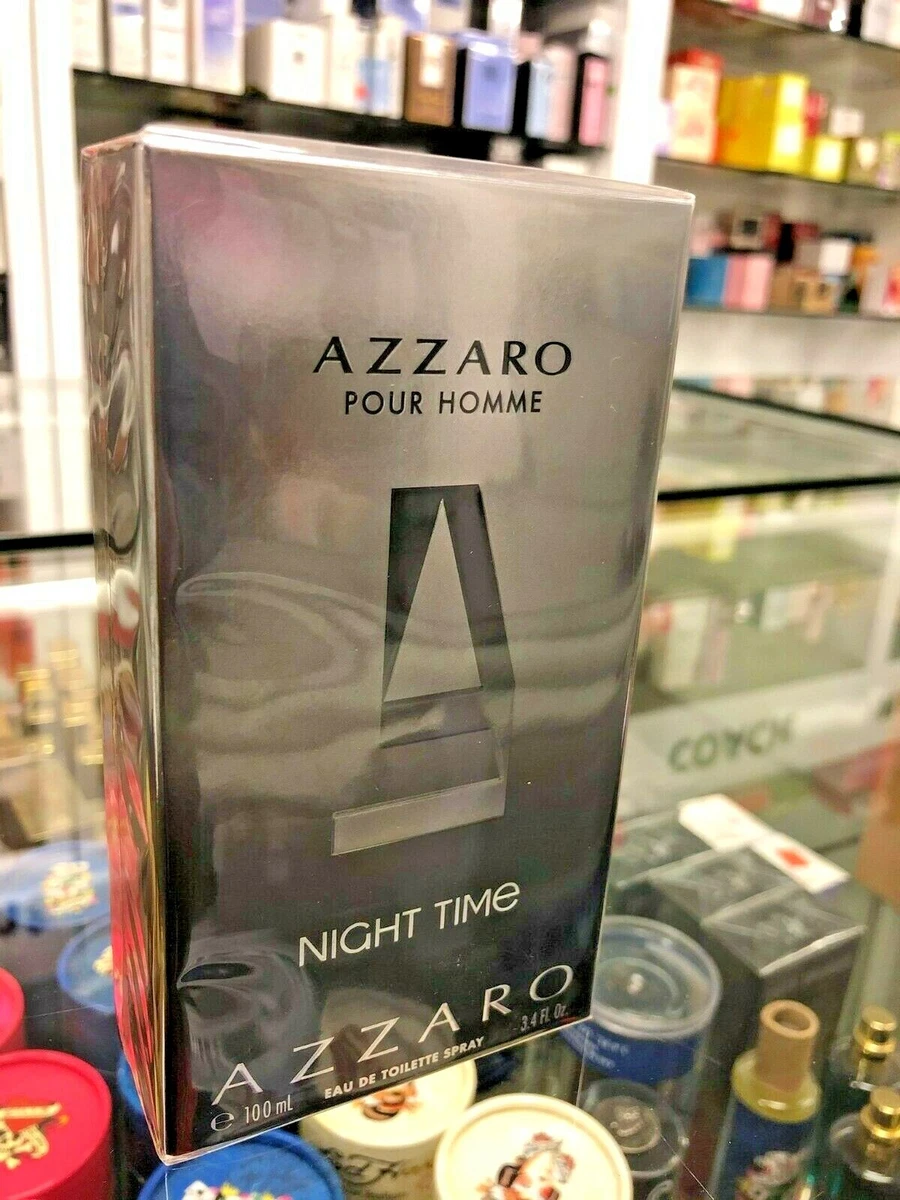 AZZARO
POUR HOMME
NIGHT TIME
AZZARO
EAU DE TOILETTE SPRAY
℮ 100 mL
3.4 FL. Oz.
COACH